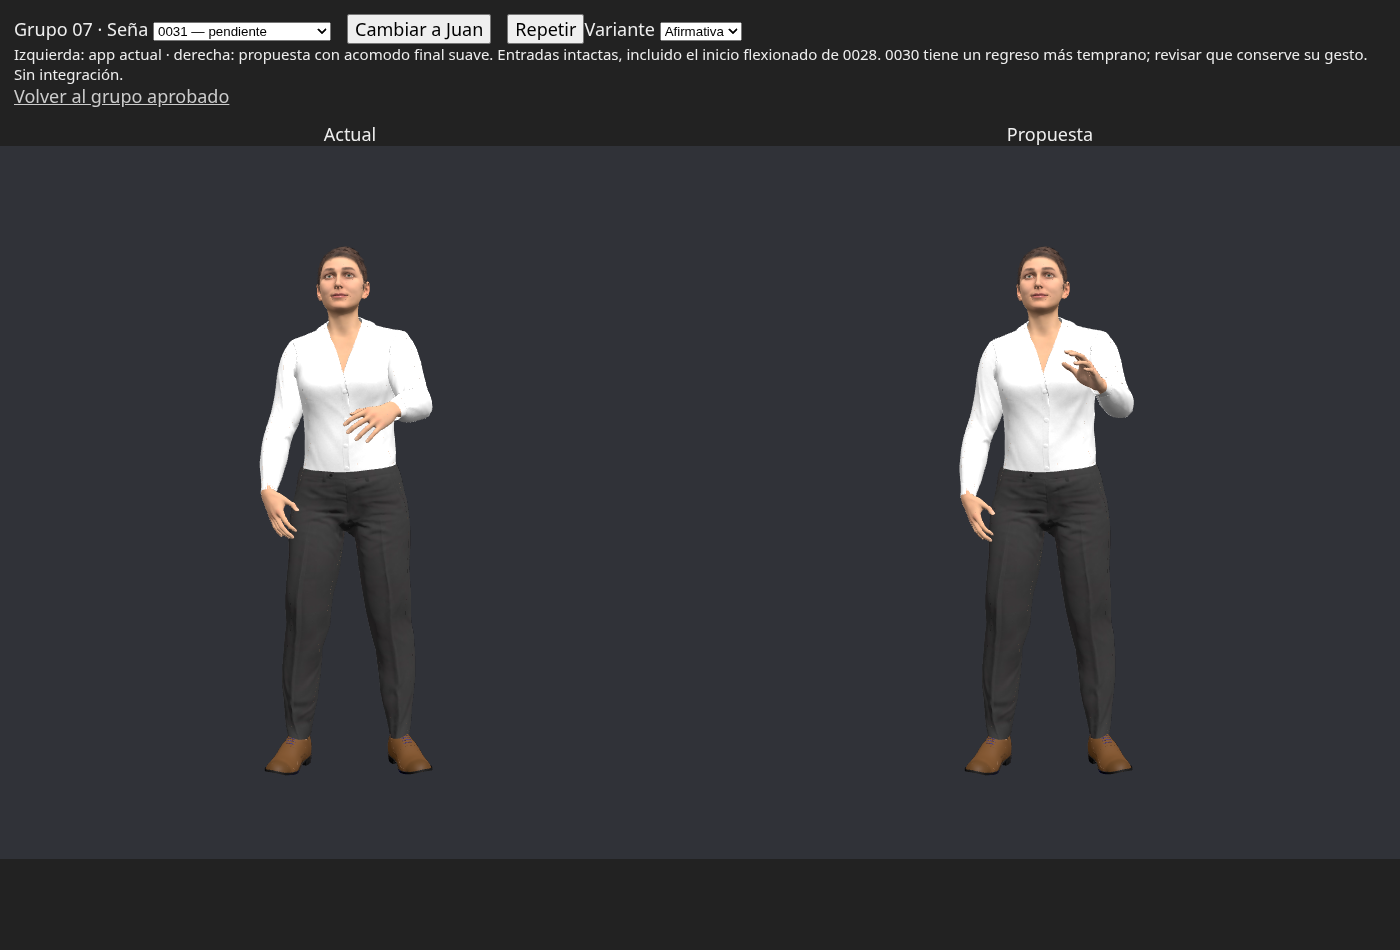 Grupo 07 · Seña 0031 — pendiente Cambiar a Juan Repetir Variante Afirmativa
Izquierda: app actual · derecha: propuesta con acomodo final suave. Entradas intactas, incluido el inicio flexionado de 0028. 0030 tiene un regreso más temprano; revisar que conserve su gesto.
Sin integración.
Volver al grupo aprobado
Actual Propuesta